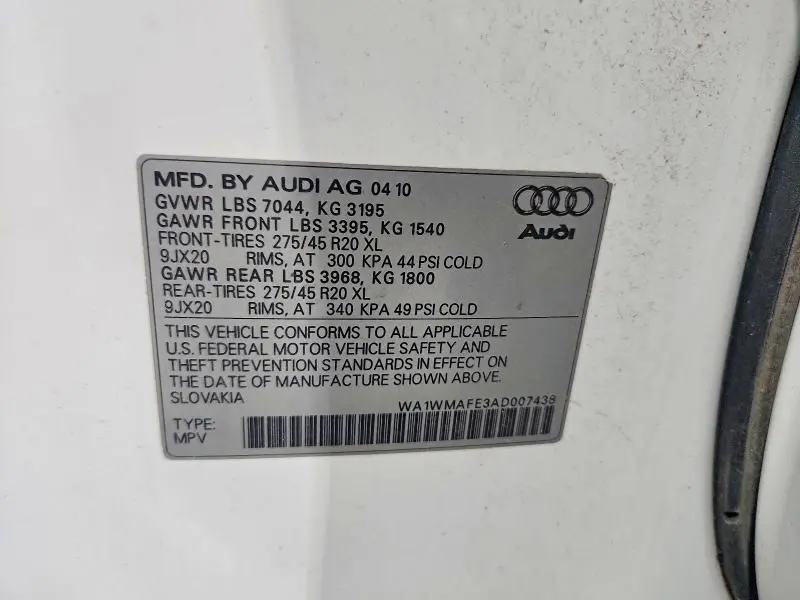 MFD. BY AUDI AG 04 10
GVWR LBS 7044, KG 3195
GAWR FRONT LBS 3395, KG 1540
FRONT-TIRES 275/45 R20 XL
9JX20 RIMS, AT 300 KPA 44 PSI COLD
GAWR REAR LBS 3968, KG 1800
REAR-TIRES 275/45 R20 XL
9JX20 RIMS, AT 340 KPA 49 PSI COLD
Audi
THIS VEHICLE CONFORMS TO ALL APPLICABLE
U.S. FEDERAL MOTOR VEHICLE SAFETY AND
THEFT PREVENTION STANDARDS IN EFFECT ON
THE DATE OF MANUFACTURE SHOWN ABOVE.
SLOVAKIA WA1WMAFE3AD007438
TYPE:
MPV